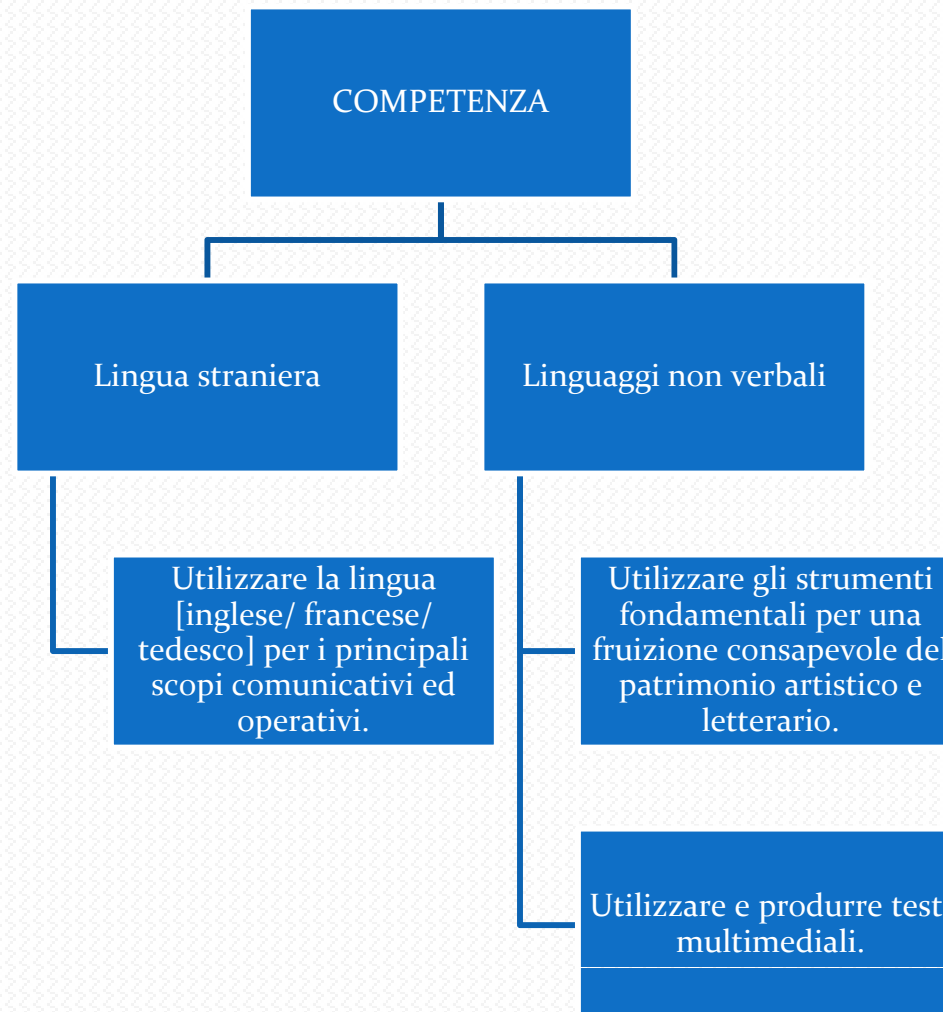 COMPETENZA
Lingua straniera
Linguaggi non verbali
Utilizzare la lingua
[inglese/ francese/
tedesco] per i principali
scopi comunicativi ed
operativi.
Utilizzare gli strumenti
fondamentali per una
fruizione consapevole del
patrimonio artistico e
letterario.
Utilizzare e produrre test
multimediali.